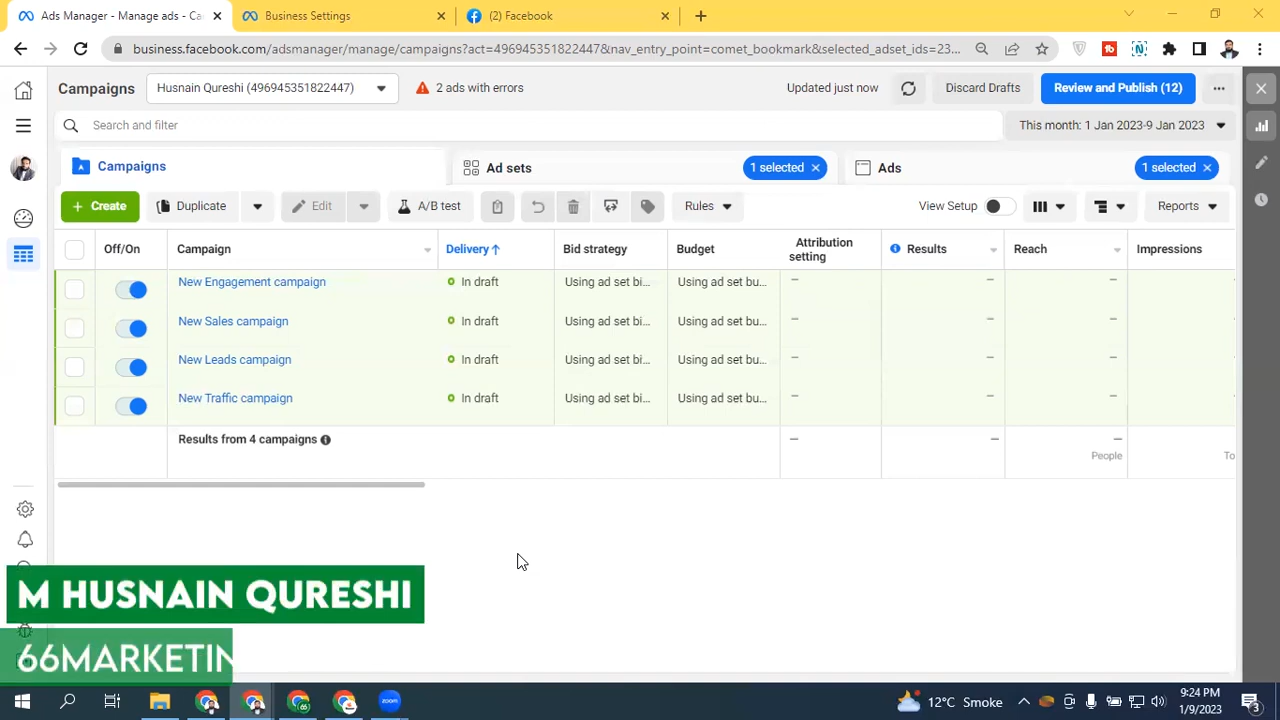 Ads Manager - Manage ads - Ca
Business Settings
(2) Facebook
business.facebook.com/adsmanager/manage/campaigns?act=496945351822447&nav_entry_point=comet_bookmark&selected_adset_ids=23...
Campaigns
Husnain Qureshi (496945351822447)
2 ads with errors
Updated just now
Discard Drafts
Review and Publish (12)
Search and filter
This month: 1 Jan 2023-9 Jan 2023
Campaigns
Ad sets
1 selected
Ads
1 selected
+ Create
Duplicate
Edit
A/B test
Rules
View Setup
Reports
Off/On
Campaign
Delivery↑
Bid strategy
Budget
Attribution setting
Results
Reach
Impressions
New Engagement campaign
In draft
Using ad set bi...
Using ad set bu...
—
—
—
New Sales campaign
In draft
Using ad set bi...
Using ad set bu...
—
—
—
New Leads campaign
In draft
Using ad set bi...
Using ad set bu...
—
—
—
New Traffic campaign
In draft
Using ad set bi...
Using ad set bu...
—
—
—
Results from 4 campaigns
—
—
—
People
To
M HUSNAIN QURESHI
66MARKETIN
zoom
12°C Smoke
9:24 PM
1/9/2023
3